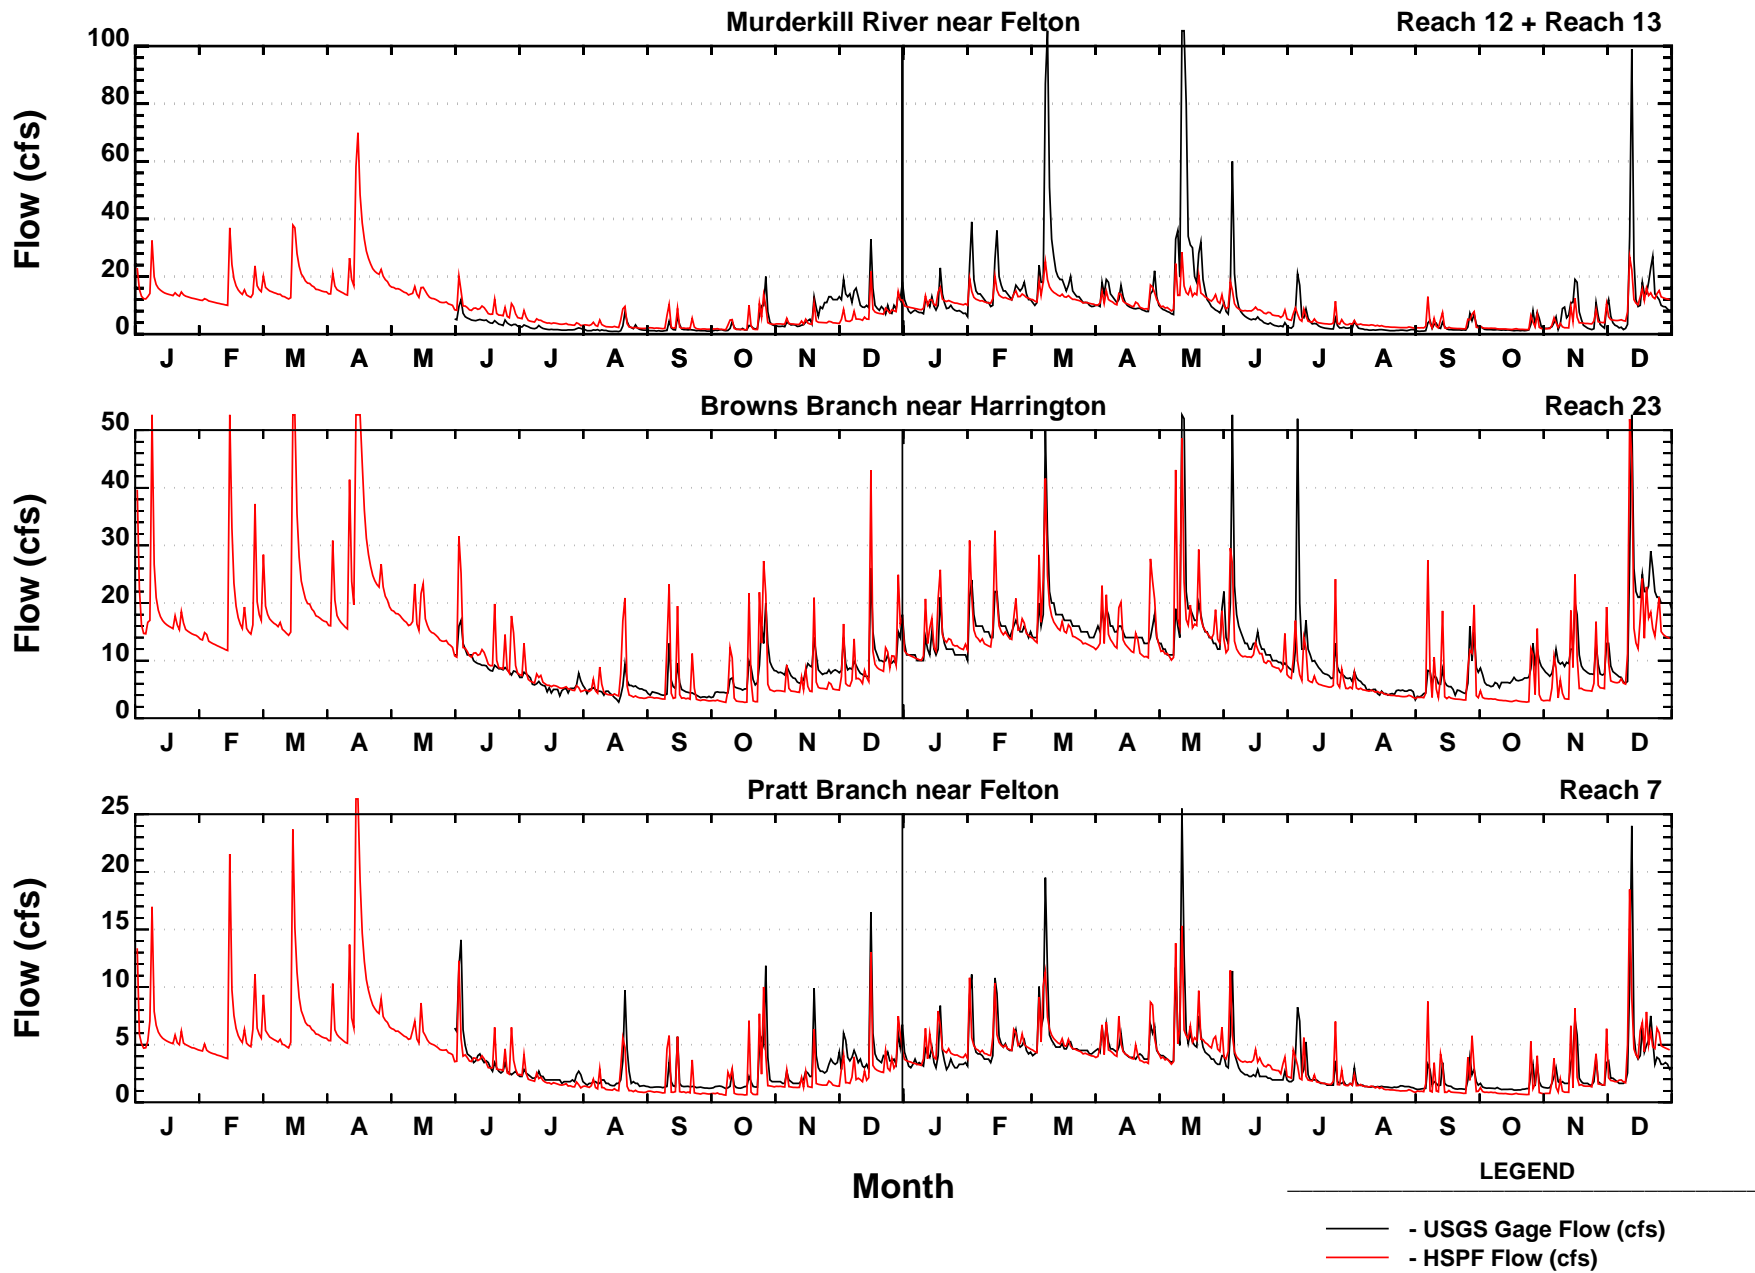 Murderkill River near Felton Reach 12 + Reach 13
Flow (cfs)
100
80
60
40
20
0
J F M A M J J A S O N D J F M A M J J A S O N D
Browns Branch near Harrington Reach 23
Flow (cfs)
50
40
30
20
10
0
J F M A M J J A S O N D J F M A M J J A S O N D
Pratt Branch near Felton Reach 7
Flow (cfs)
25
20
15
10
5
0
J F M A M J J A S O N D J F M A M J J A S O N D
Month
LEGEND
- USGS Gage Flow (cfs)
- HSPF Flow (cfs)